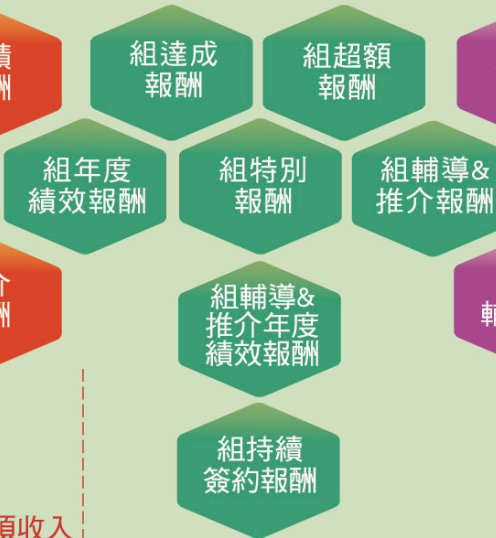 組達成
報酬
組超額
報酬
組年度
績效報酬
組特別
報酬
組輔導&
推介報酬
組輔導&
推介年度
績效報酬
組持續
簽約報酬
收入